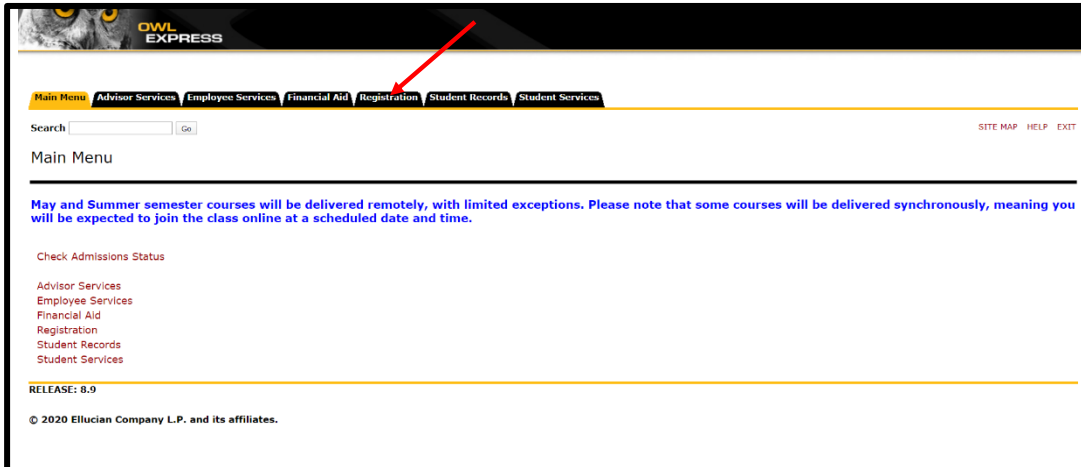 OWL
EXPRESS
Main Menu Advisor Services Employee Services Financial Aid Registration Student Records Student Services
Search Go SITE MAP HELP EXIT
Main Menu
May and Summer semester courses will be delivered remotely, with limited exceptions. Please note that some courses will be delivered synchronously, meaning you
will be expected to join the class online at a scheduled date and time.
Check Admissions Status
Advisor Services
Employee Services
Financial Aid
Registration
Student Records
Student Services
RELEASE: 8.9
© 2020 Ellucian Company L.P. and its affiliates.